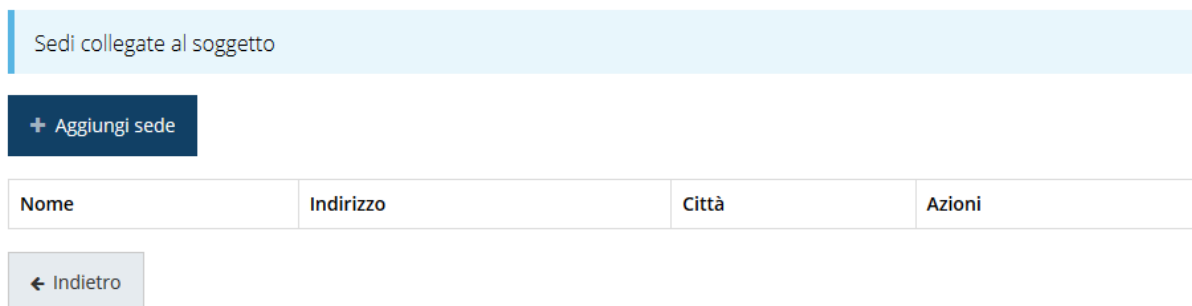 Sedi collegate al soggetto
+ Aggiungi sede
Nome Indirizzo Città Azioni
← Indietro